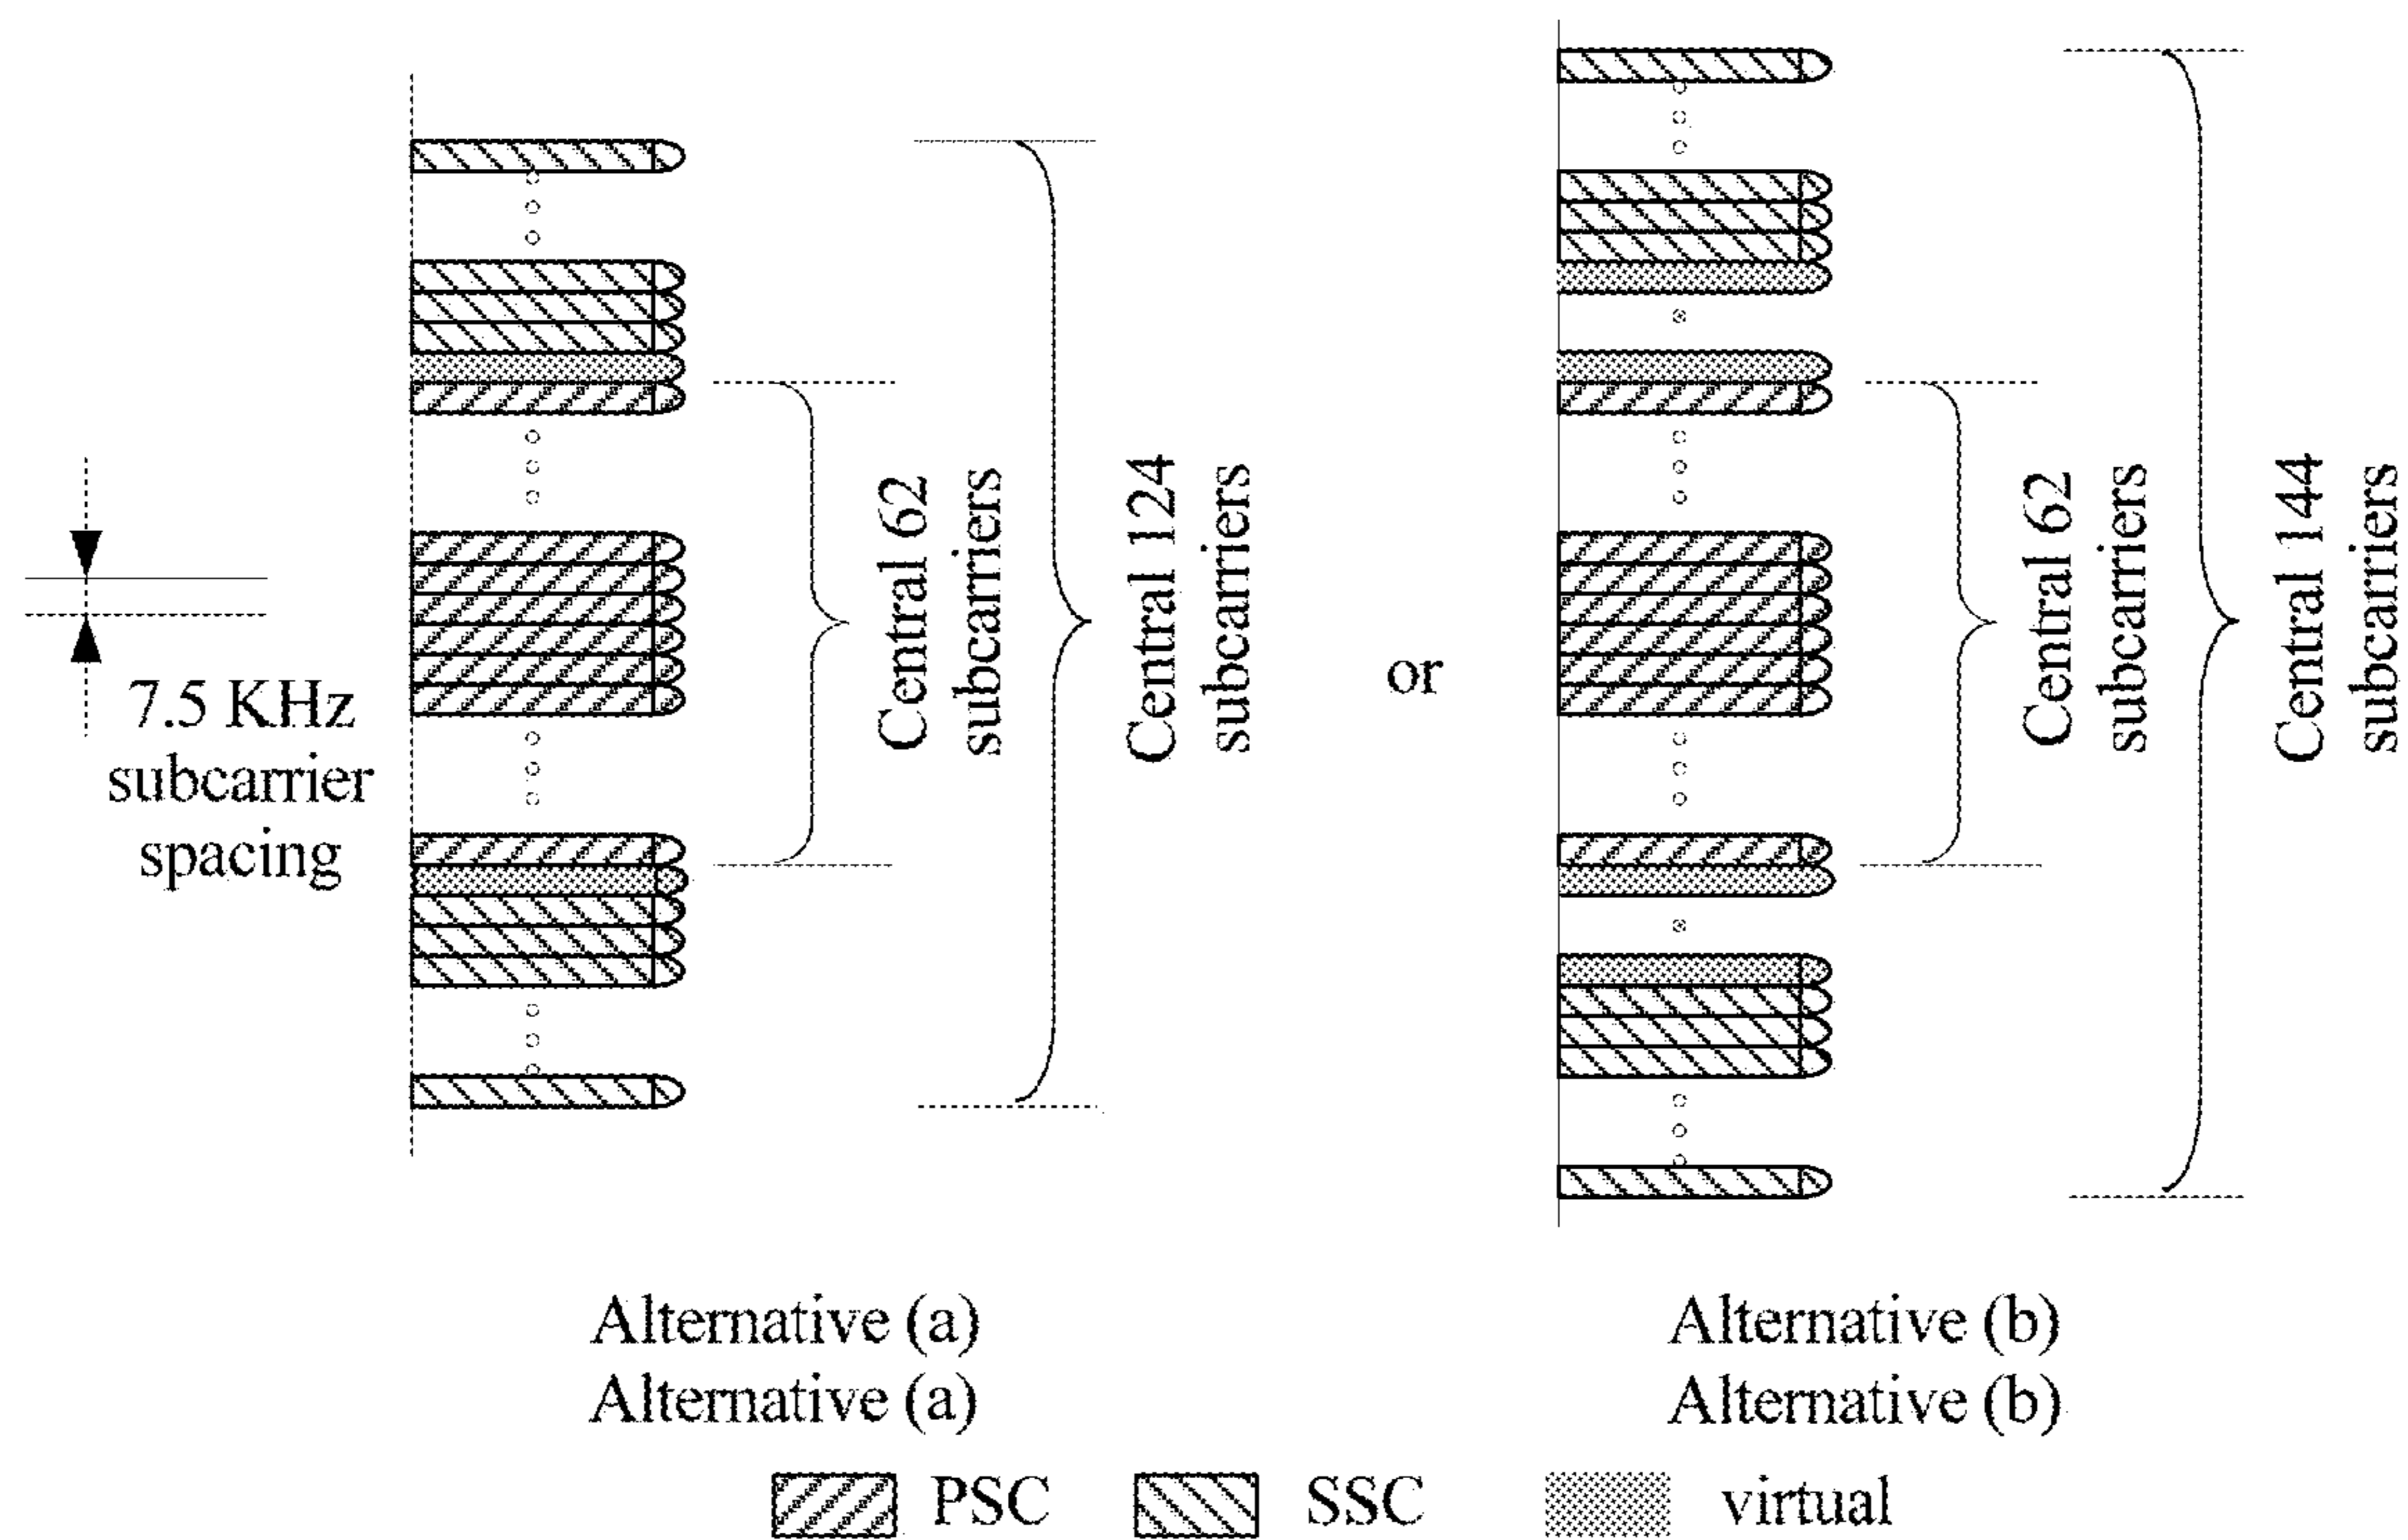 7.5 KHz
subcarrier
spacing
Central 62
subcarriers
Central 124
subcarriers
or
Central 62
subcarriers
Central 144
subcarriers
Alternative (a)
Alternative (a)
Alternative (b)
Alternative (b)
PSC
SSC
virtual